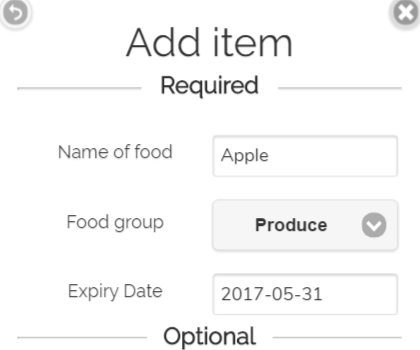 Add item
Required
Name of food Apple
Food group Produce
Expiry Date 2017-05-31
Optional